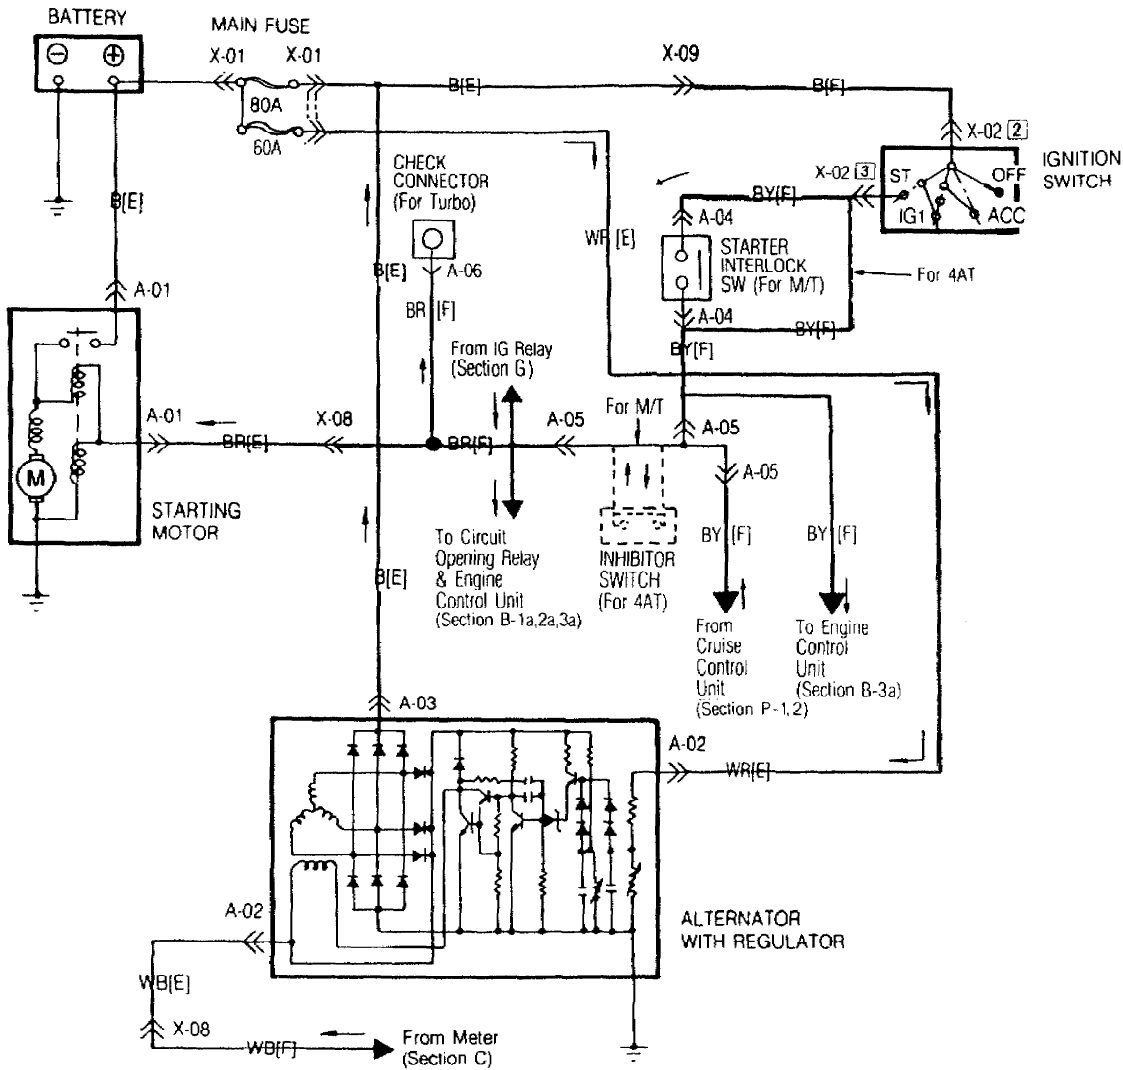 BATTERY
MAIN FUSE
X-01
X-01
X-09
80A
60A
B[E]
B[E]
X-02 2
IGNITION
SWITCH
X-02 3
ST
OFF
IG1
ACC
CHECK
CONNECTOR
(For Turbo)
BY[F]
A-04
B[E]
WR[E]
STARTER
INTERLOCK
SW (For M/T)
For 4AT
B[E]
A-06
A-01
BR[F]
A-04
BY[F]
BY[F]
From IG Relay
(Section G)
A-01
X-08
A-05
For M/T
A-05
BR[E]
BR[F]
A-05
M
STARTING
MOTOR
To Circuit
Opening Relay
& Engine
Control Unit
(Section B-1a,2a,3a)
INHIBITOR
SWITCH
(For 4AT)
BY[F]
BY[F]
B[E]
From
Cruise
Control
Unit
(Section P-1,2)
To Engine
Control
Unit
(Section B-3a)
A-03
A-02
WR[E]
A-02
ALTERNATOR
WITH REGULATOR
WB[E]
X-08
WB[F]
From Meter
(Section C)